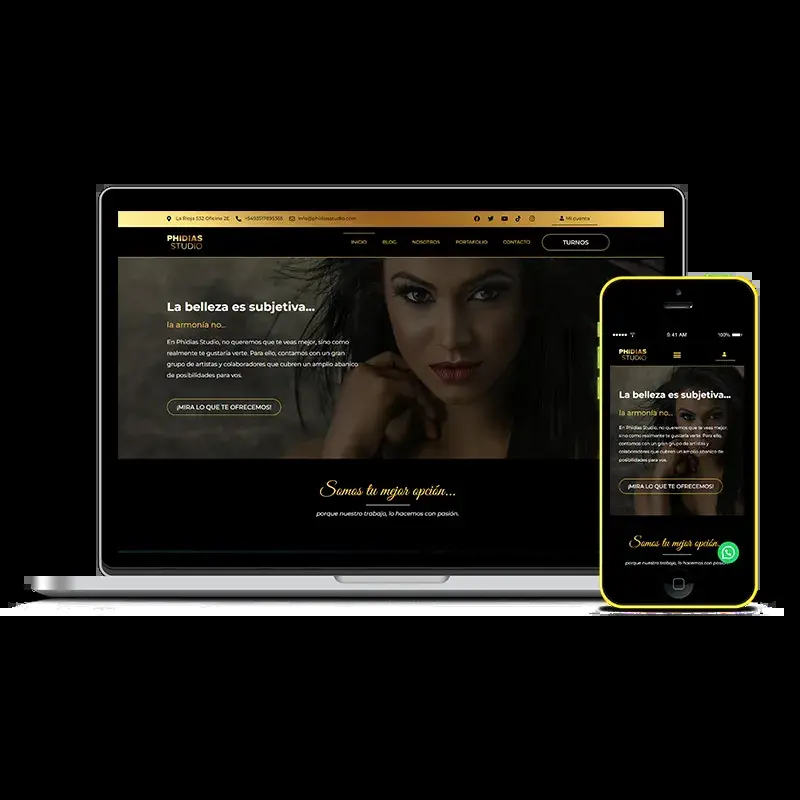 La Rioja 532 Oficina 2E
info@phidiasstudio.com
Mi cuenta
PHIDIAS
STUDIO
INICIO
BLOG
NOSOTROS
PORTAFOLIO
CONTACTO
TURNOS
La belleza es subjetiva...
la armonía no...
En Phidias Studio, no queremos que te veas mejor, sino como
realmente te gustaría verte. Para ello, contamos con un gran
grupo de artistas y colaboradores que cubren un amplio abanico
de posibilidades para vos.
¡MIRA LO QUE TE OFRECEMOS!
Somos tu mejor opción...
porque nuestro trabajo, lo hacemos con pasión.
9:41 AM
100%
PHIDIAS
STUDIO
La belleza es subjetiva...
la armonía no...
En Phidias Studio, no queremos que te veas mejor,
sino como realmente te gustaría verte. Para ello,
contamos con un gran grupo de artistas y
colaboradores que cubren un amplio abanico de
posibilidades para vos.
¡MIRA LO QUE TE OFRECEMOS!
Somos tu mejor opción...
porque nuestro trabajo, lo hacemos con pasión.